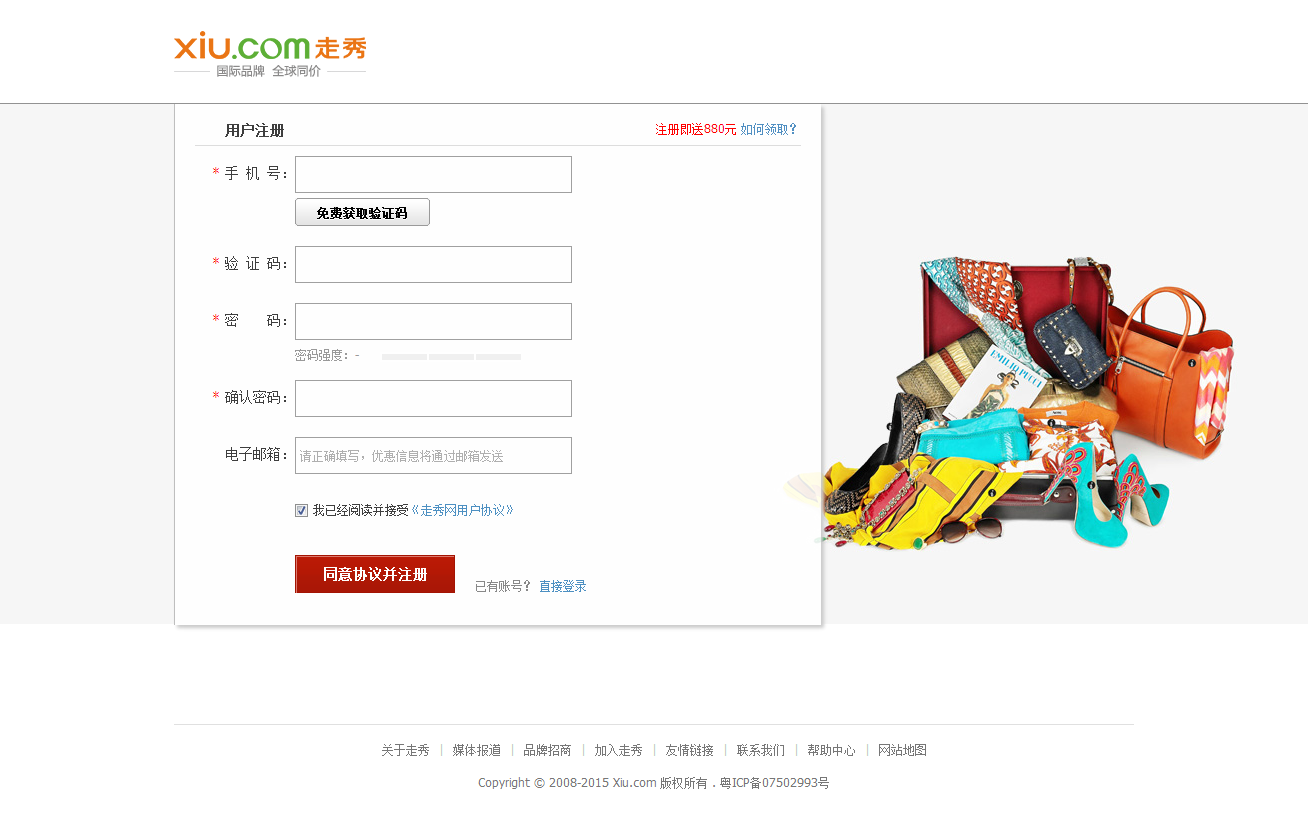 xiu.com走秀
国际品牌 全球同价
用户注册
注册即送880元 如何领取?
* 手 机 号：
免费获取验证码
* 验 证 码：
* 密 码：
密码强度：-
* 确认密码：
电子邮箱：请正确填写，优惠信息将通过邮箱发送
我已经阅读并接受《走秀网用户协议》
同意协议并注册
已有账号？ 直接登录
EMILIO PUCCI
关于走秀 | 媒体报道 | 品牌招商 | 加入走秀 | 友情链接 | 联系我们 | 帮助中心 | 网站地图
Copyright © 2008-2015 Xiu.com 版权所有．粤ICP备07502993号